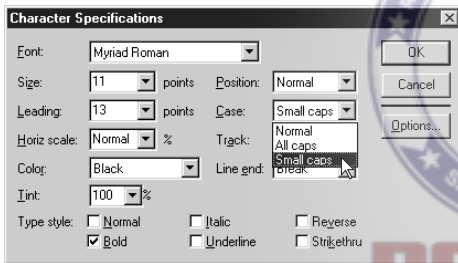 Character Specifications
Font: Myriad Roman OK
Size: 11 points Position: Normal Cancel
Leading: 13 points Case: Small caps Options...
Normal
All caps
Small caps
Horiz scale: Normal % Track:
Color: Black Line end: Break
Tint: 100 %
Type style: Normal Italic Reverse
Bold Underline Strikethru